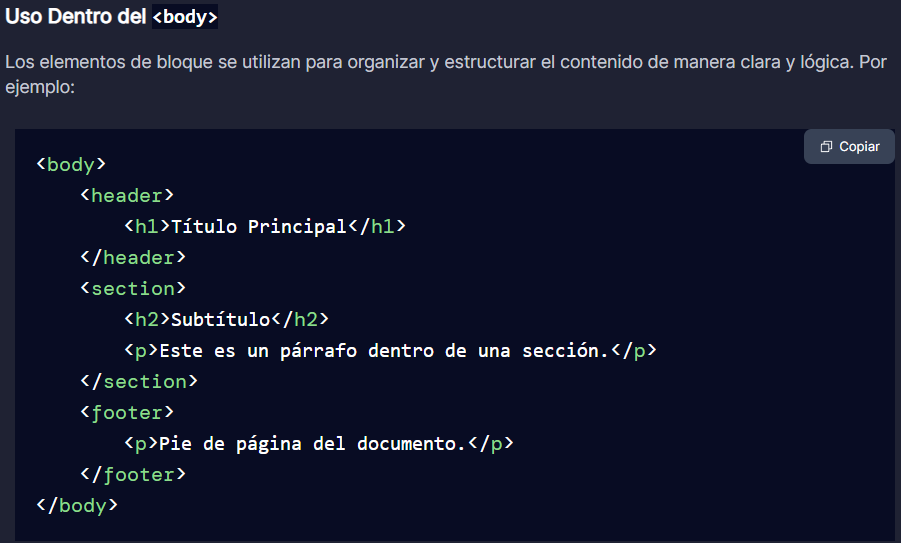 Uso Dentro del <body>
Los elementos de bloque se utilizan para organizar y estructurar el contenido de manera clara y lógica. Por
ejemplo:
Copiar
<body>
    <header>
        <h1>Título Principal</h1>
    </header>
    <section>
        <h2>Subtítulo</h2>
        <p>Este es un párrafo dentro de una sección.</p>
    </section>
    <footer>
        <p>Pie de página del documento.</p>
    </footer>
</body>